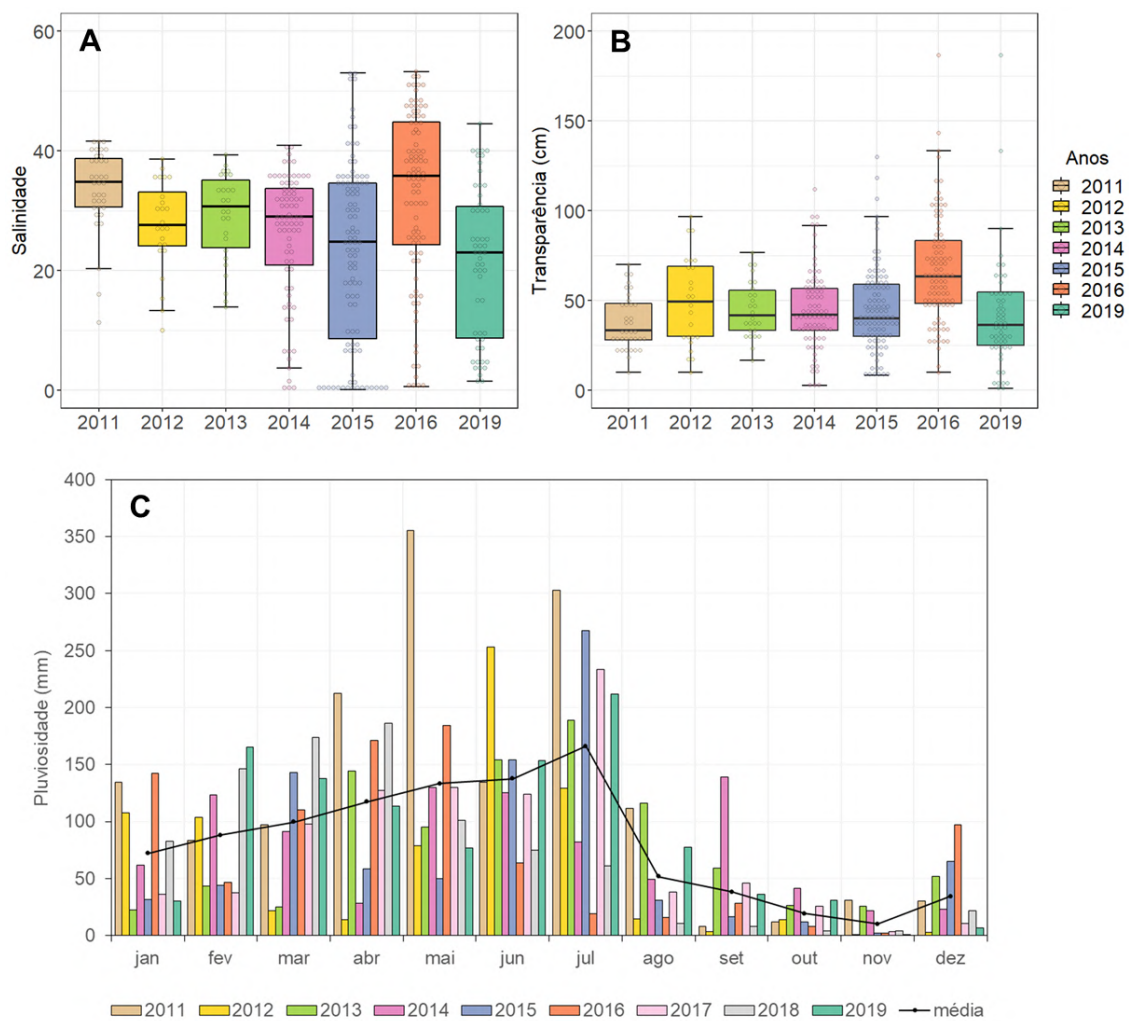 A
Salinidade
60
40
20
0
2011 2012 2013 2014 2015 2016 2019
B
Transparência (cm)
200
150
100
50
0
2011 2012 2013 2014 2015 2016 2019
Anos
2011
2012
2013
2014
2015
2016
2019
C
Pluviosidade (mm)
400
350
300
250
200
150
100
50
0
jan fev mar abr mai jun jul ago set out nov dez
2011 2012 2013 2014 2015 2016 2017 2018 2019 média